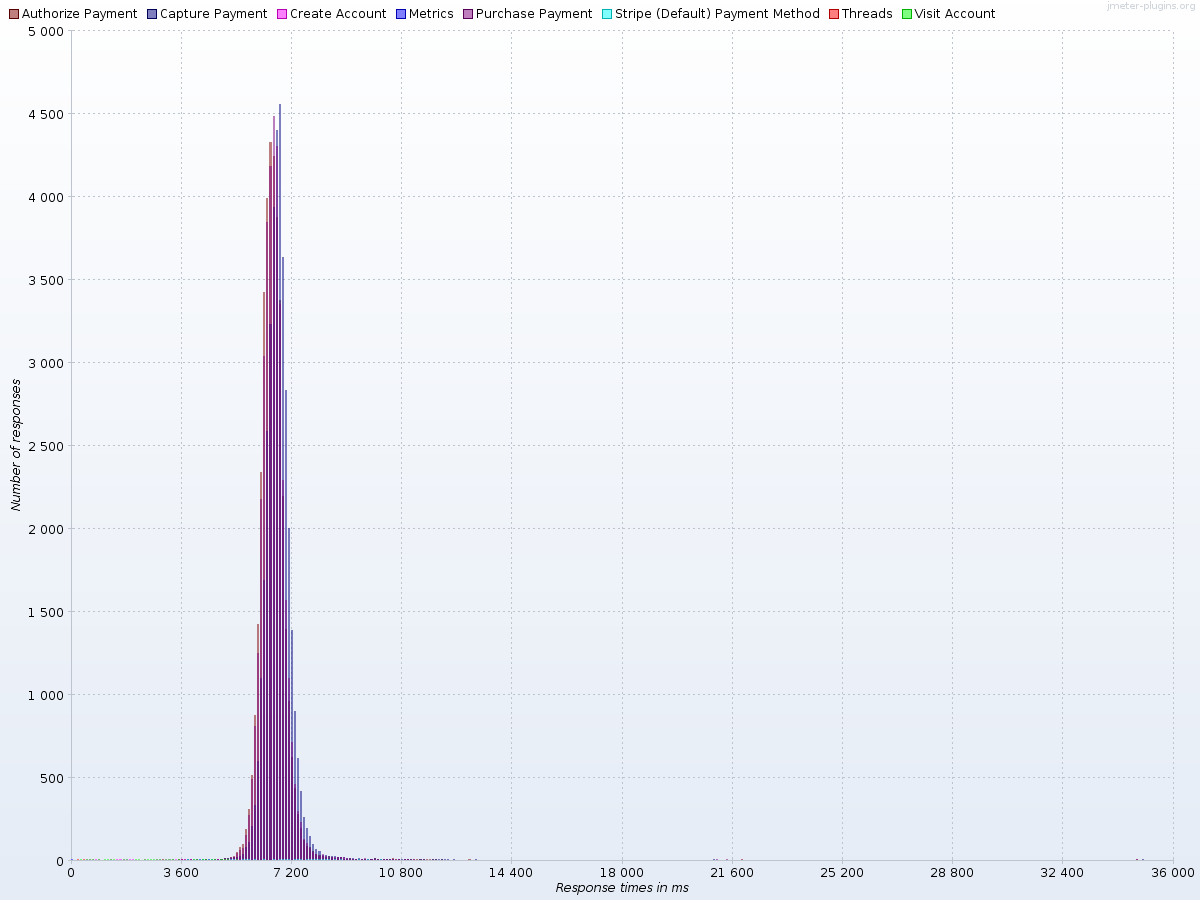 Authorize Payment Capture Payment Create Account Metrics Purchase Payment Stripe (Default) Payment Method Threads Visit Account
jmeter-plugins.org
5 000
4 500
4 000
3 500
3 000
2 500
2 000
1 500
1 000
500
0
Number of responses
0 3 600 7 200 10 800 14 400 18 000 21 600 25 200 28 800 32 400 36 000
Response times in ms